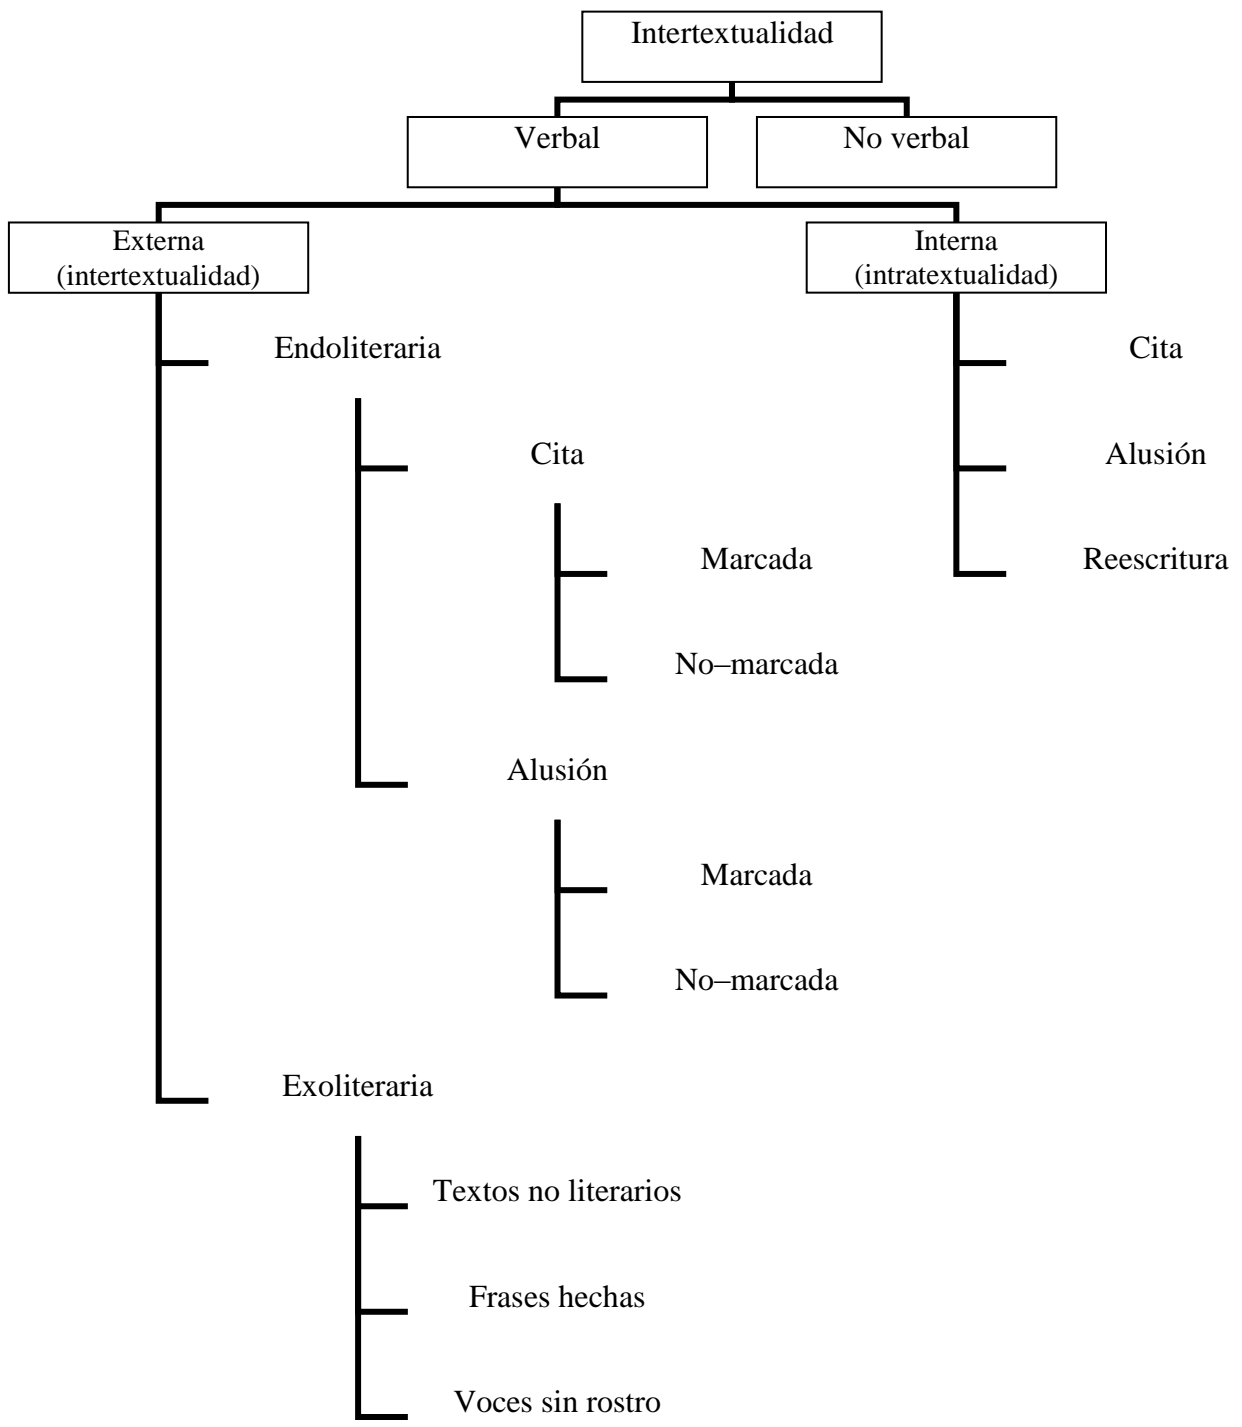 Intertextualidad
Verbal
No verbal
Externa
(intertextualidad)
Interna
(intratextualidad)
Endoliteraria
Cita
Cita
Alusión
Marcada
Reescritura
No–marcada
Alusión
Marcada
No–marcada
Exoliteraria
Textos no literarios
Frases hechas
Voces sin rostro